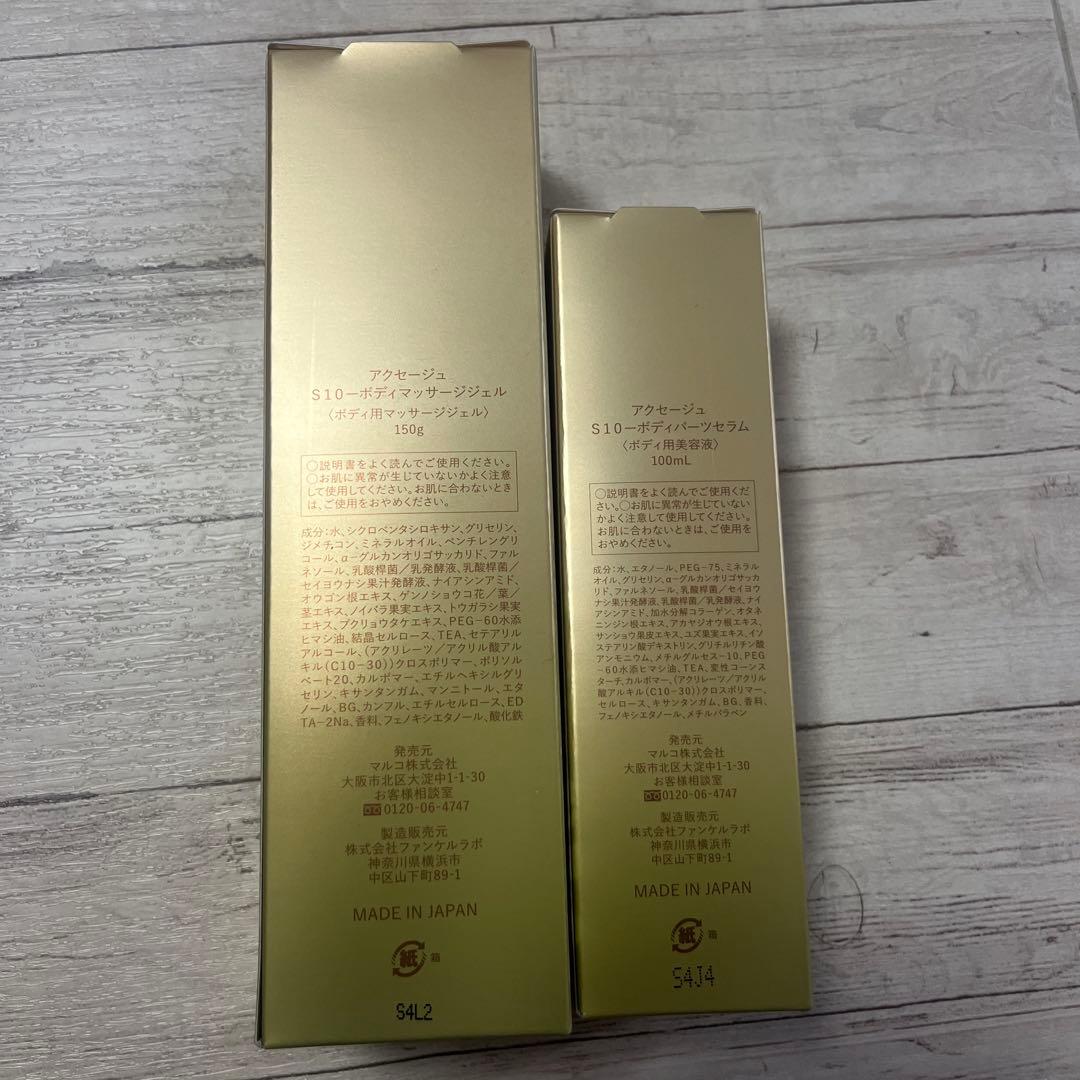 アクセージュ
S10ーボディマッサージジェル
〈ボディ用マッサージジェル〉
150g
○説明書をよく読んでご使用ください。
○お肌に異常が生じていないかよく注意
して使用してください。お肌に合わないとき
は、ご使用をおやめください。
成分:水、シクロペンタシロキサン、グリセリン、
ジメチコン、ミネラルオイル、ペンチレングリ
コール、α-グルカンオリゴサッカリド、ファル
ネソール、乳酸桿菌/乳発酵液、乳酸桿菌/
セイヨウナシ果汁発酵液、ナイアシンアミド、
オウゴン根エキス、ゲンノショウコ花/葉/
茎エキス、ノイバラ果実エキス、トウガラシ果実
エキス、ブクリョウタケエキス、PEG-60水添
ヒマシ油、結晶セルロース、TEA、セテアリル
アルコール、(アクリレーツ/アクリル酸アル
キル(C10-30))クロスポリマー、ポリソル
ベート20、カルボマー、エチルヘキシルグリ
セリン、キサンタンガム、マンニトール、エタ
ノール、BG、カンフル、エチルセルロース、ED
TA-2Na、香料、フェノキシエタノール、酸化鉄
発売元
マルコ株式会社
大阪市北区大淀中1-1-30
お客様相談室
0120-06-4747
製造販売元
株式会社ファンケルラボ
神奈川県横浜市
中区山下町89-1
MADE IN JAPAN
紙 箱
S4L2
アクセージュ
S10ーボディパーツセラム
〈ボディ用美容液〉
100mL
○説明書をよく読んでご使用くだ
さい。○お肌に異常が生じていない
かよく注意して使用してください。
お肌に合わないときは、ご使用を
おやめください。
成分:水、エタノール、PEG-75、ミネラル
オイル、グリセリン、α-グルカンオリゴサッカ
リド、ファルネソール、乳酸桿菌/セイヨウ
ナシ果汁発酵液、乳酸桿菌/乳発酵液、ナイ
アシンアミド、加水分解コラーゲン、オタネ
ニンジン根エキス、アカヤジオウ根エキス、
サンショウ果皮エキス、ユズ果実エキス、イソ
ステアリン酸デキストリン、グリチルリチン酸
アンモニウム、メチルグルセス-10、PEG
-60水添ヒマシ油、TEA、変性コーンス
ターチ、カルボマー、(アクリレーツ/アクリル
酸アルキル(C10-30))クロスポリマー、
セルロース、キサンタンガム、BG、香料、
フェノキシエタノール、メチルパラベン
発売元
マルコ株式会社
大阪市北区大淀中1-1-30
お客様相談室
0120-06-4747
製造販売元
株式会社ファンケルラボ
神奈川県横浜市
中区山下町89-1
MADE IN JAPAN
紙 箱
S4J4